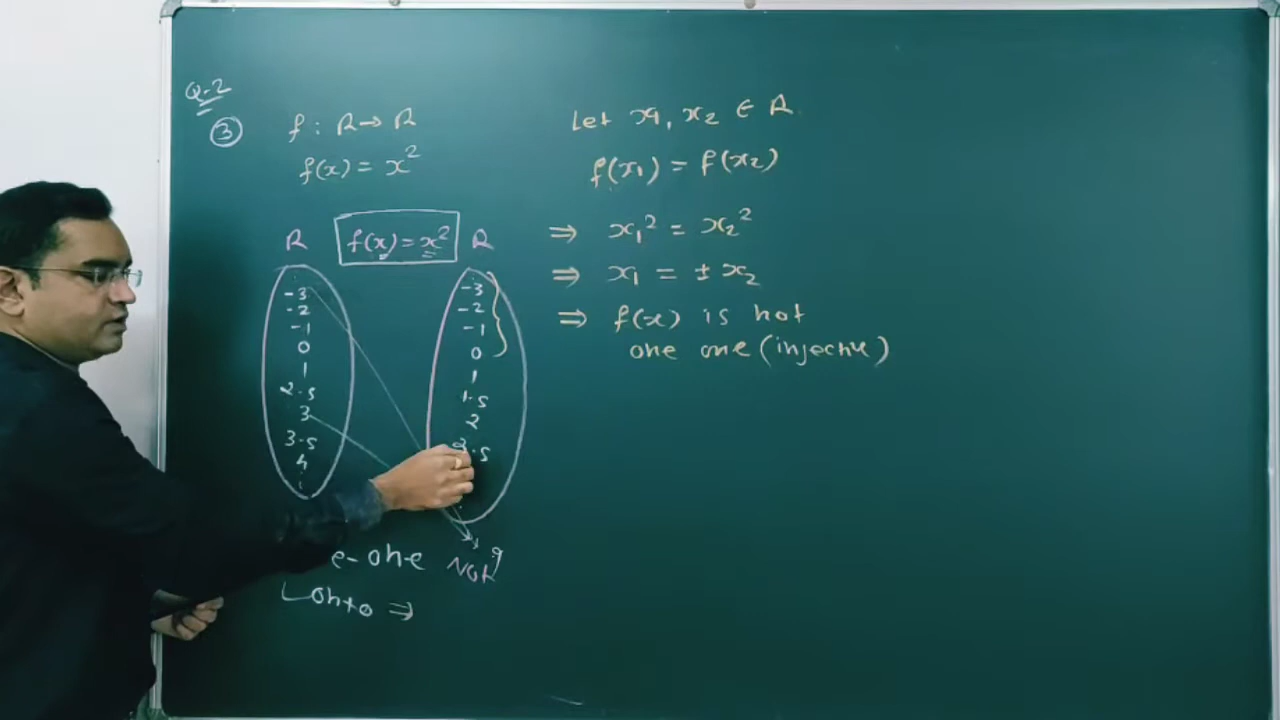 Q-2
③ f : R → R
f(x) = x²
R f(x) = x² R
-3
-2
-1
0
1
2.5
3
3.5
4
-3
-2
-1
0
1
1.5
2
.5
e-one Not 9
onto ⇒
Let x1, x2 ∈ R
f(x1) = f(x2)
⇒ x1² = x2²
⇒ x1 = ± x2
⇒ f(x) is not
one one (injective)